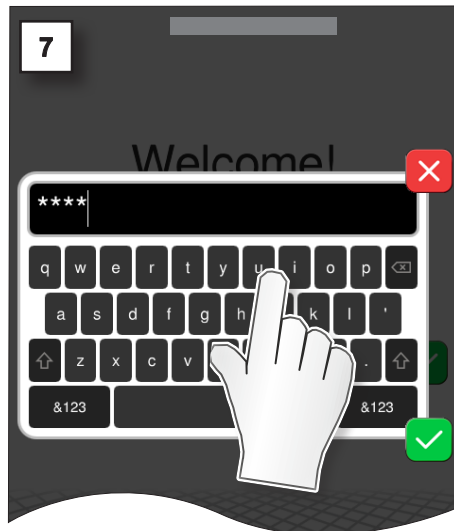 7
Welcome!
****
q w e r t y u i o p
a s d f g h k l '
z x c v .
&123 &123